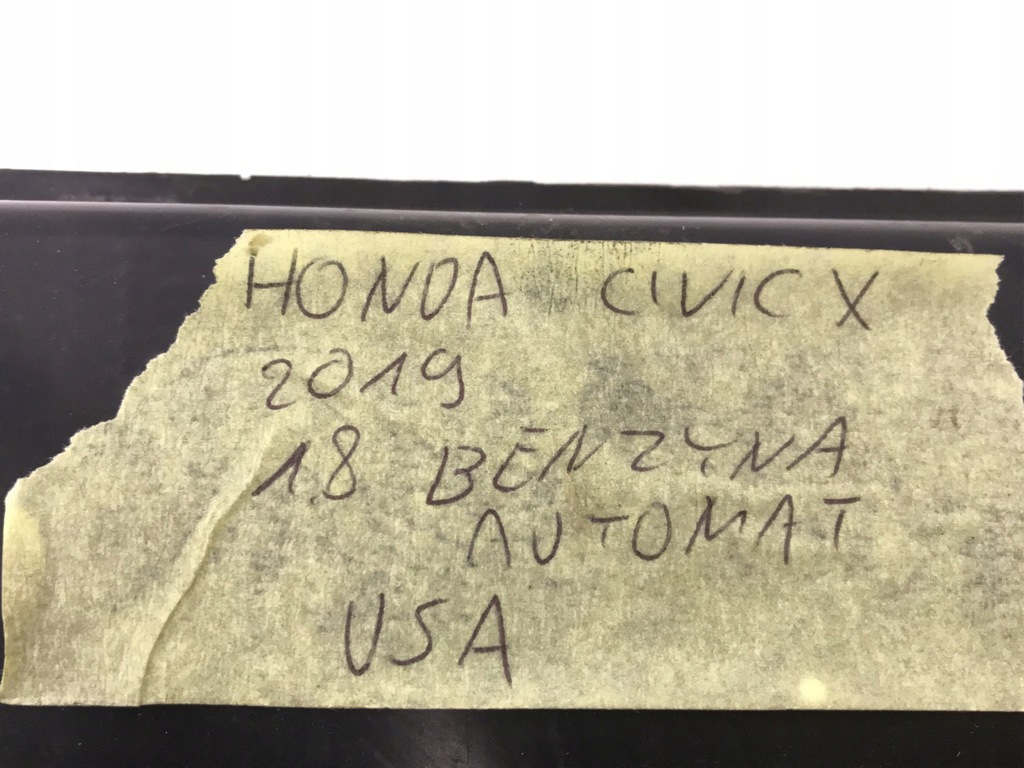 HONDA CIVIC X
2019
1.8 BENZYNA
AUTOMAT
USA